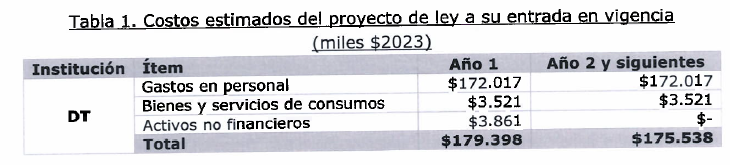 Tabla 1. Costos estimados del proyecto de ley a su entrada en vigencia
(miles $2023)
Institución Ítem Año 1 Año 2 y siguientes
DT
Gastos en personal $172.017 $172.017
Bienes y servicios de consumos $3.521 $3.521
Activos no financieros $3.861 $-
Total $179.398 $175.538